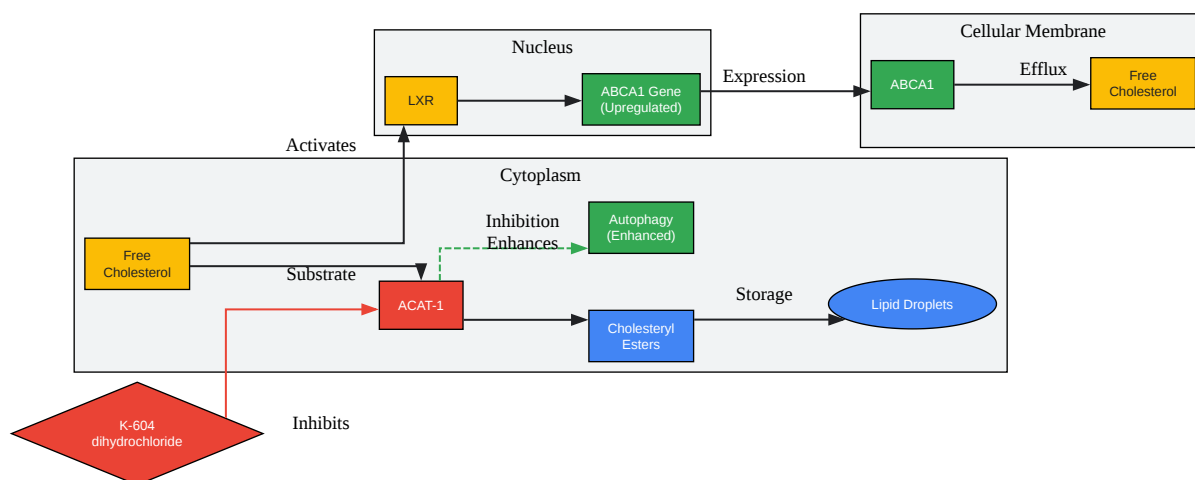 Cellular Membrane
Nucleus
Efflux
Expression
ABCA1
Free
Cholesterol
LXR
ABCA1 Gene
(Upregulated)
Activates
Cytoplasm
Inhibition
Enhances
Autophagy
(Enhanced)
Free
Cholesterol
Substrate
ACAT-1
Storage
Lipid Droplets
Cholesteryl
Esters
K-604
dihydrochloride
Inhibits